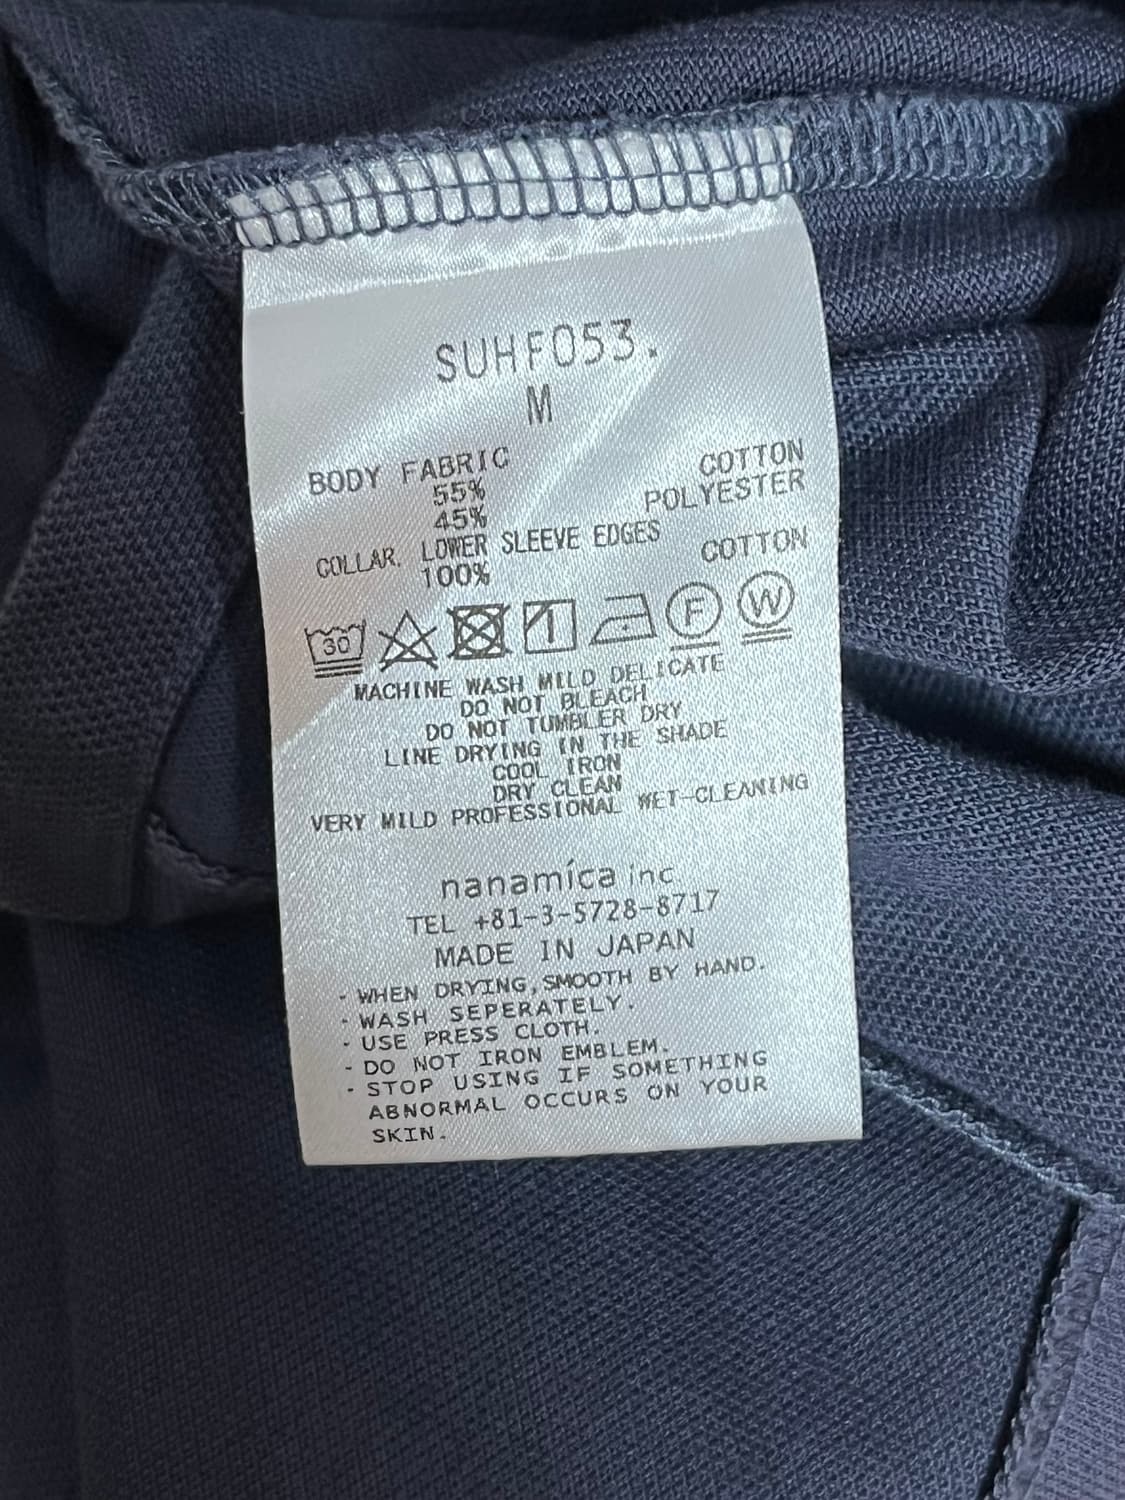 SUHF053.
M
BODY FABRIC
55% COTTON
45% POLYESTER
COLLAR. LOWER SLEEVE EDGES
100% COTTON
30 F W
MACHINE WASH MILD DELICATE
DO NOT BLEACH
DO NOT TUMBLER DRY
LINE DRYING IN THE SHADE
COOL IRON
DRY CLEAN
VERY MILD PROFESSIONAL WET-CLEANING
nanamíca inc
TEL +81-3-5728-8717
MADE IN JAPAN
· WHEN DRYING,SMOOTH BY HAND.
· WASH SEPERATELY.
· USE PRESS CLOTH.
· DO NOT IRON EMBLEM.
· STOP USING IF SOMETHING
ABNORMAL OCCURS ON YOUR
SKIN.